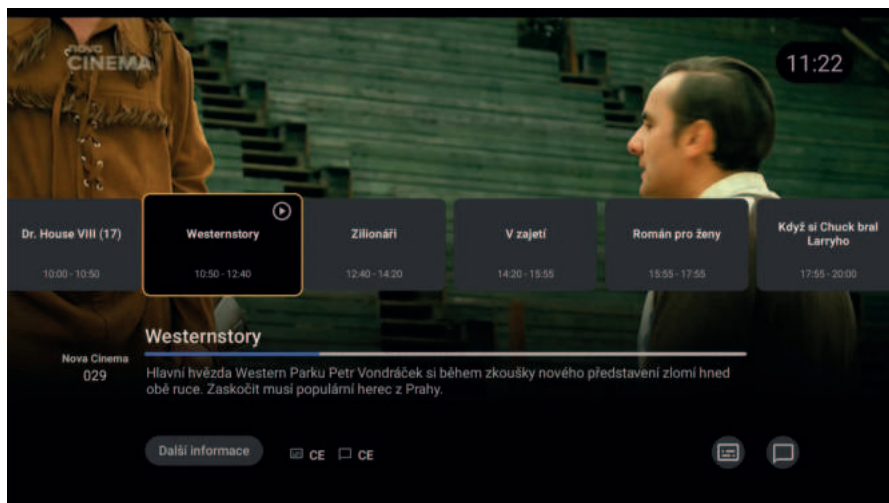 nova
CINEMA
11:22
Dr. House VIII (17)
10:00 - 10:50
Westernstory
10:50 - 12:40
Zilionáři
12:40 - 14:20
V zajetí
14:20 - 15:55
Román pro ženy
15:55 - 17:55
Když si Chuck bral
Larryho
17:55 - 20:00
Westernstory
Nova Cinema
029
Hlavní hvězda Western Parku Petr Vondráček si během zkoušky nového představení zlomí hned
obě ruce. Zaskočit musí populární herec z Prahy.
Další informace
CE
CE